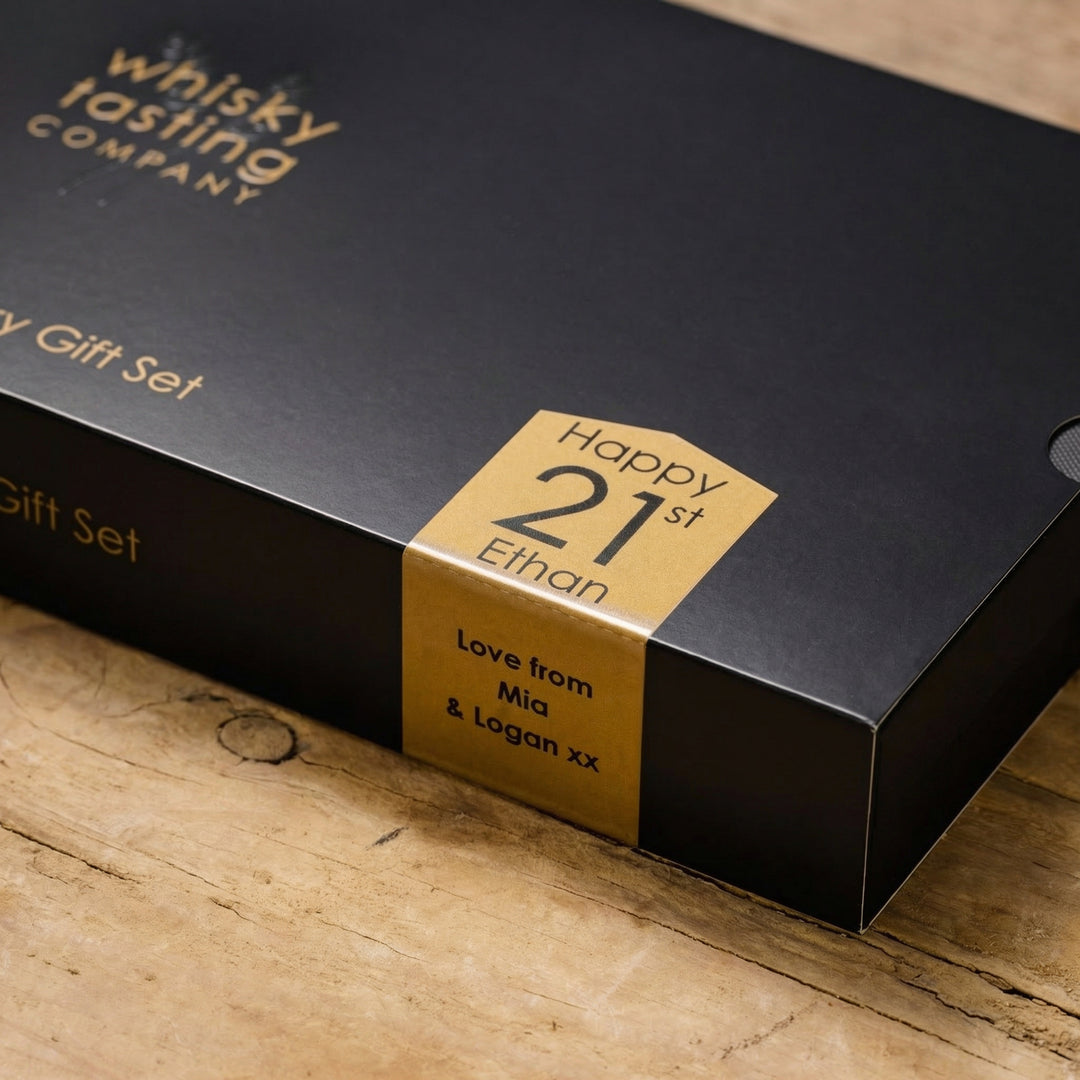 whisky
tasting
COMPANY
Gift Set
Gift Set
Happy
21st
Ethan
Love from
Mia
& Logan xx